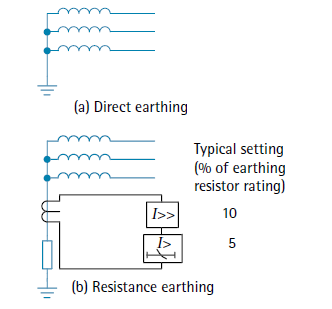 (a) Direct earthing
Typical setting
(% of earthing
resistor rating)
I>> 10
I> 5
(b) Resistance earthing